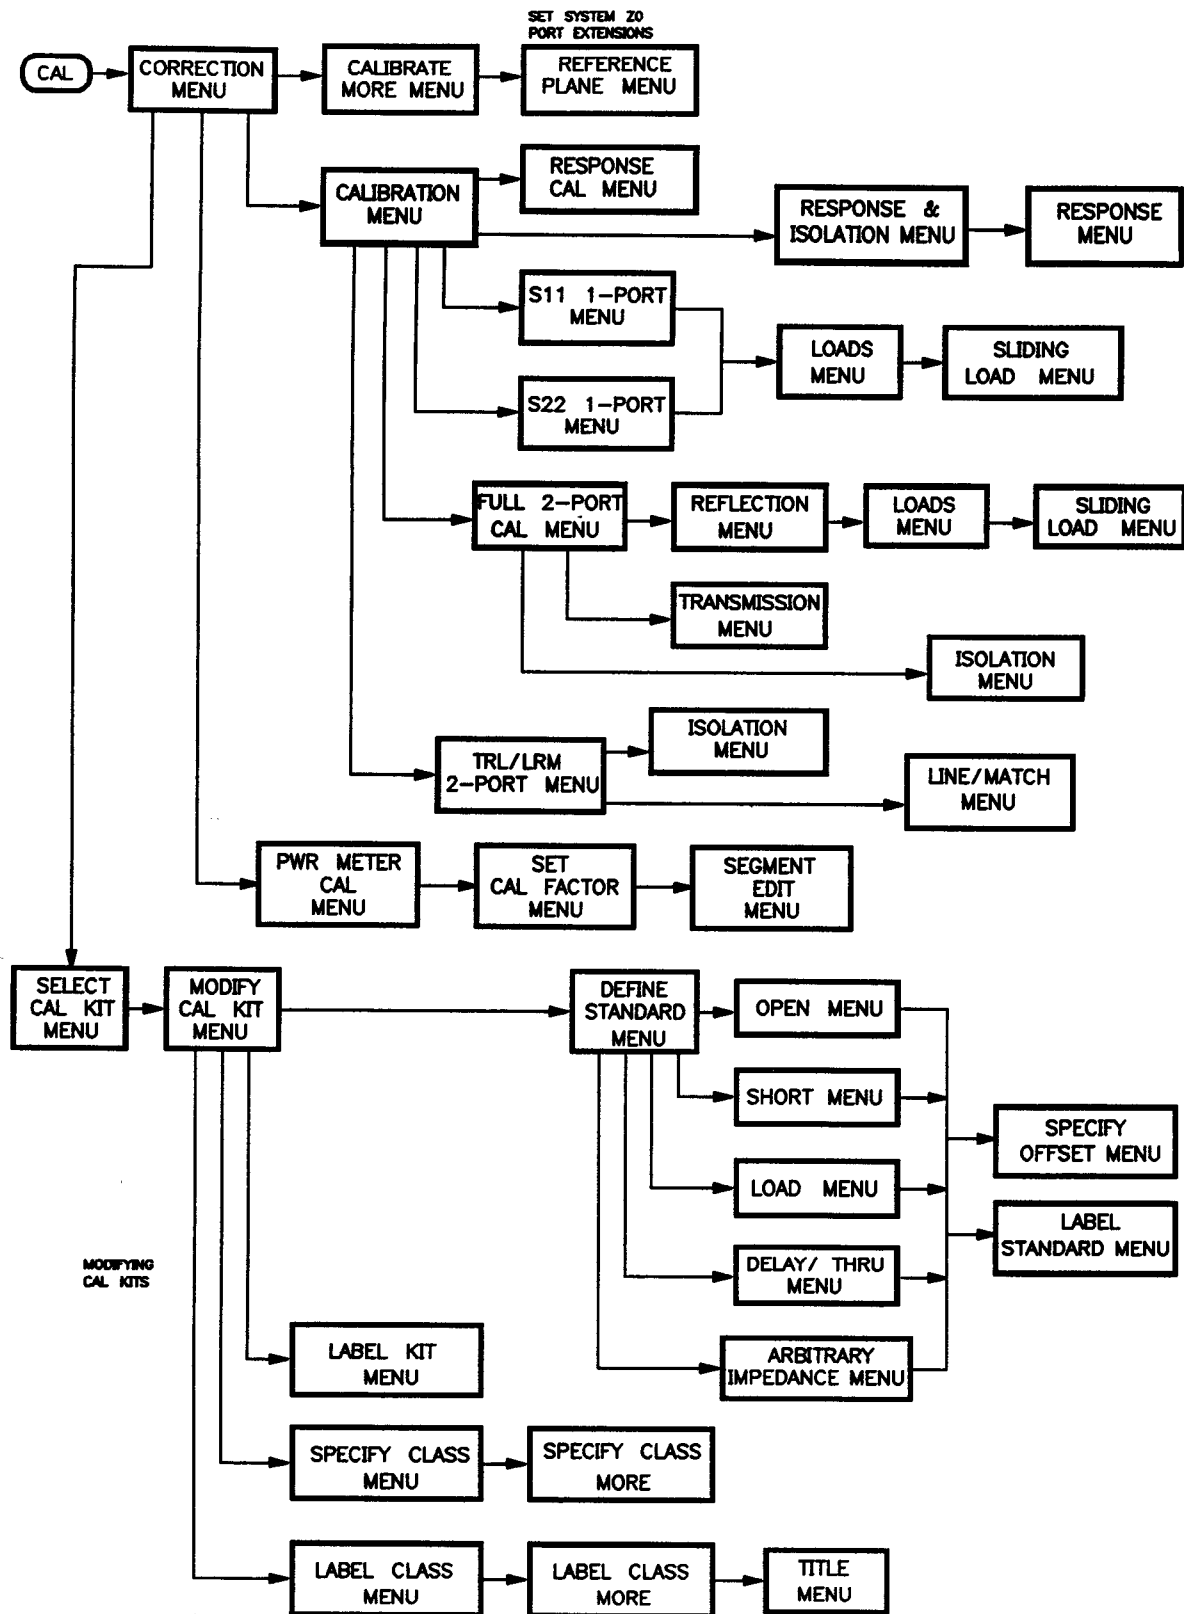 SET SYSTEM Z0
PORT EXTENSIONS
CAL
CORRECTION
MENU
CALIBRATE
MORE MENU
REFERENCE
PLANE MENU
RESPONSE
CAL MENU
CALIBRATION
MENU
RESPONSE &
ISOLATION MENU
RESPONSE
MENU
S11 1-PORT
MENU
LOADS
MENU
SLIDING
LOAD MENU
S22 1-PORT
MENU
FULL 2-PORT
CAL MENU
REFLECTION
MENU
LOADS
MENU
SLIDING
LOAD MENU
TRANSMISSION
MENU
ISOLATION
MENU
ISOLATION
MENU
TRL/LRM
2-PORT MENU
LINE/MATCH
MENU
PWR METER
CAL
MENU
SET
CAL FACTOR
MENU
SEGMENT
EDIT
MENU
SELECT
CAL KIT
MENU
MODIFY
CAL KIT
MENU
DEFINE
STANDARD
MENU
OPEN MENU
SHORT MENU
SPECIFY
OFFSET MENU
LOAD MENU
LABEL
STANDARD MENU
DELAY/ THRU
MENU
MODIFYING
CAL KITS
ARBITRARY
IMPEDANCE MENU
LABEL KIT
MENU
SPECIFY CLASS
MENU
SPECIFY CLASS
MORE
LABEL CLASS
MENU
LABEL CLASS
MORE
TITLE
MENU